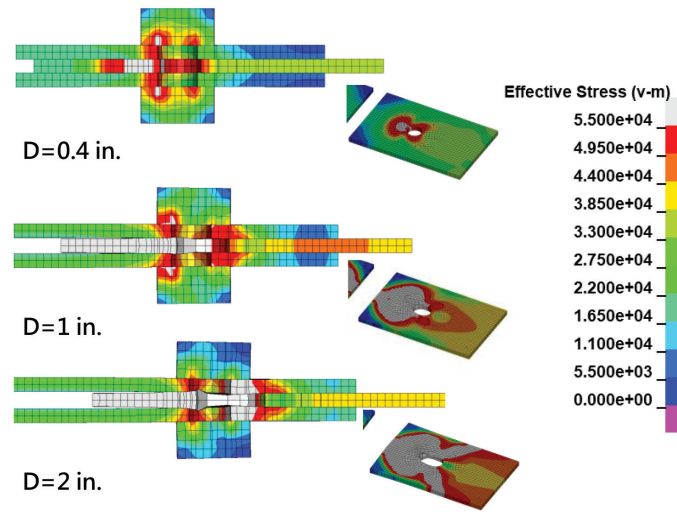 Effective Stress (v-m)
5.500e+04
4.950e+04
4.400e+04
3.850e+04
3.300e+04
2.750e+04
2.200e+04
1.650e+04
1.100e+04
5.500e+03
0.000e+00
D=0.4 in.
D=1 in.
D=2 in.